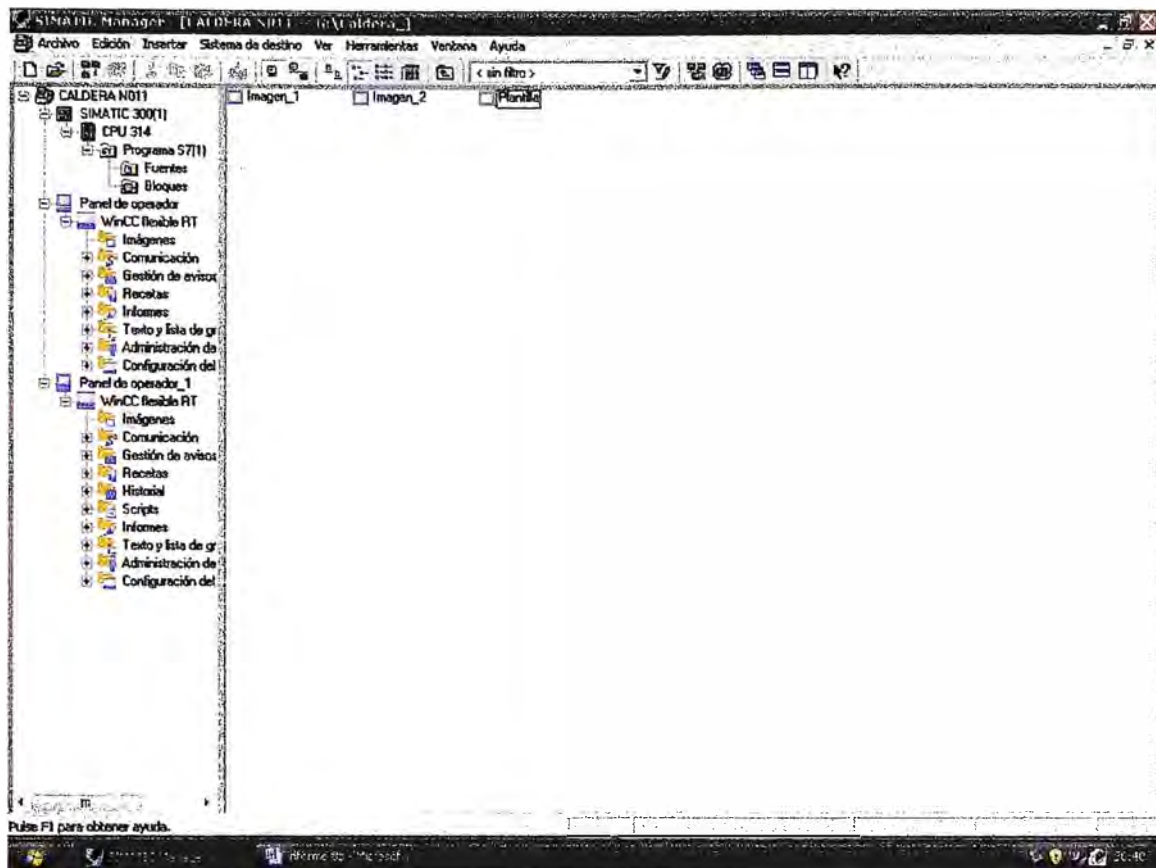 SIMATIC Manager - [CALDERA N011 -- G:\Caldera_]
Archivo Edición Insertar Sistema de destino Ver Herramientas Ventana Ayuda
< sin filtro >
CALDERA N011
SIMATIC 300(1)
CPU 314
Programa S7(1)
Fuentes
Bloques
Panel de operador
WinCC flexible RT
Imágenes
Comunicación
Gestión de avisos
Recetas
Informes
Texto y lista de gr
Administración de
Configuración del
Panel de operador_1
WinCC flexible RT
Imágenes
Comunicación
Gestión de avisos
Recetas
Historial
Scripts
Informes
Texto y lista de gr
Administración de
Configuración del
Imagen_1 Imagen_2 Plantilla
Pulse F1 para obtener ayuda.